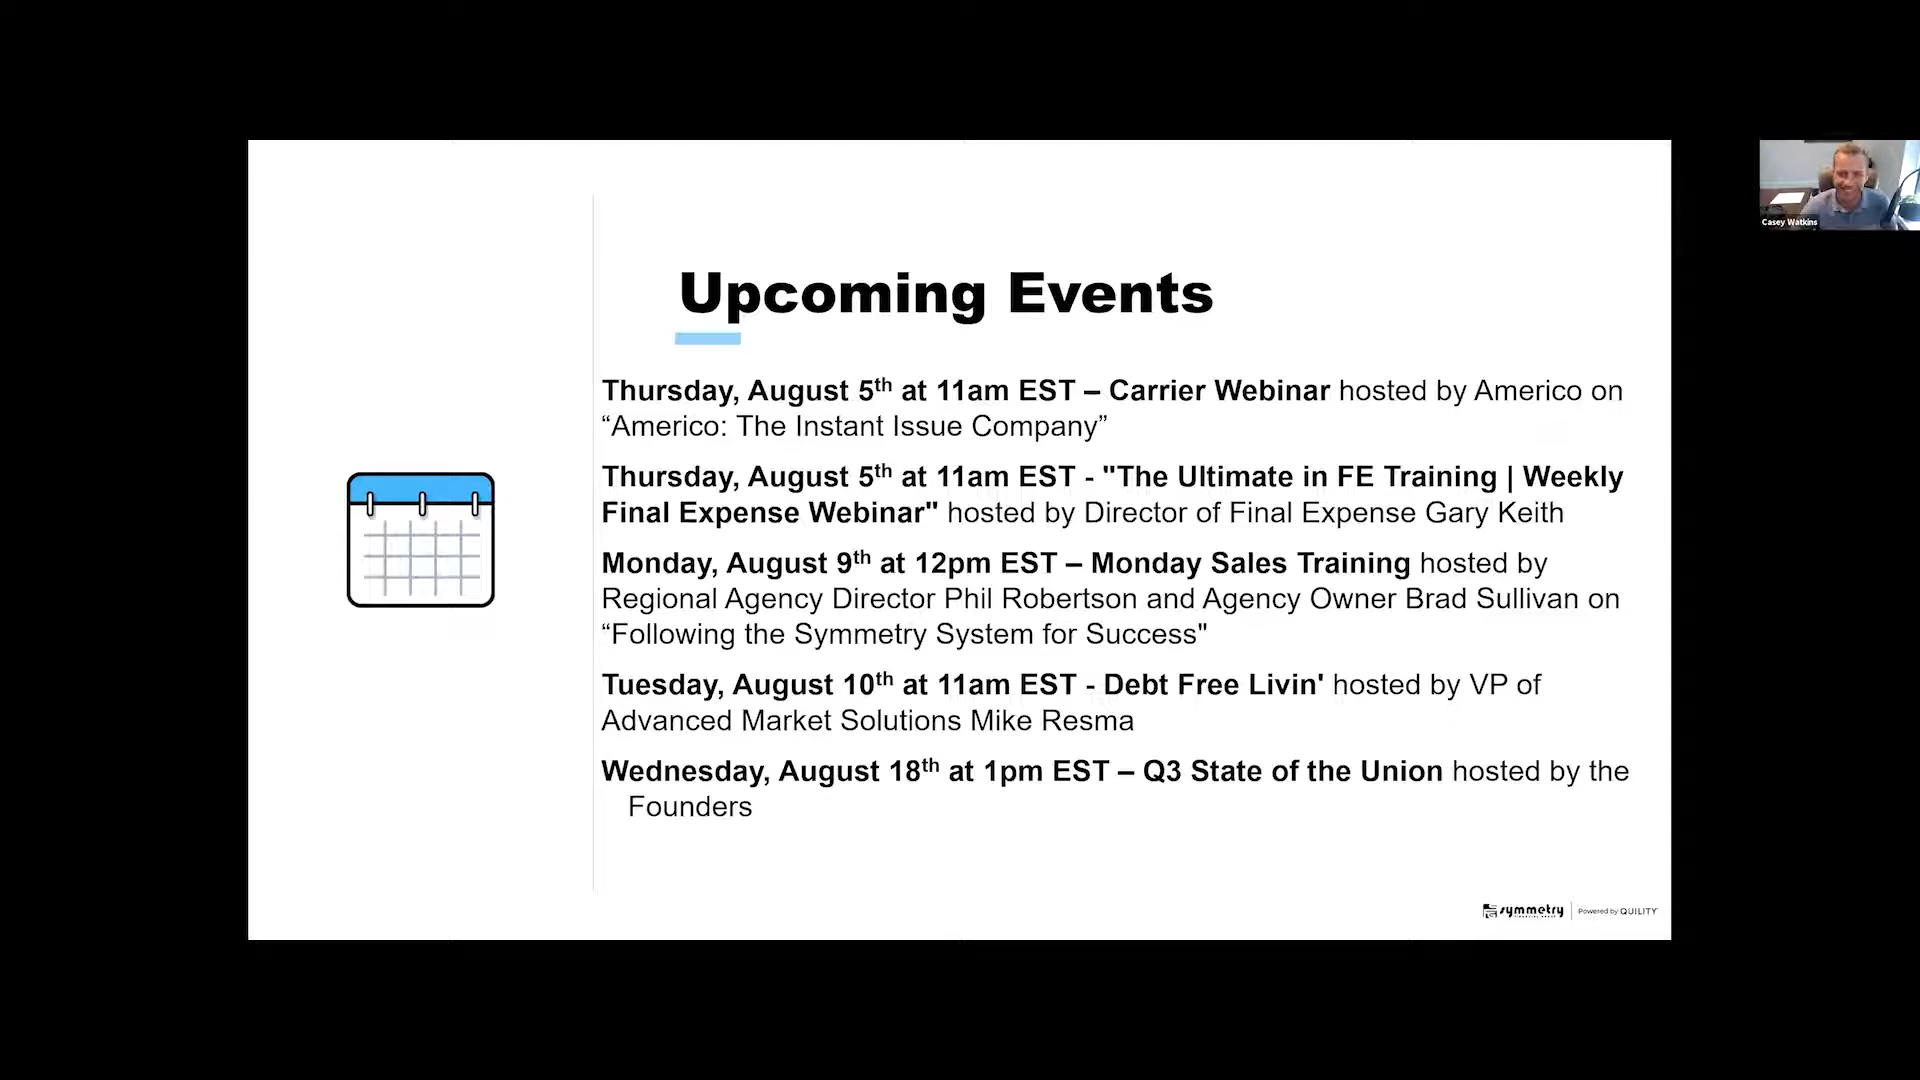 Upcoming Events
Thursday, August 5th at 11am EST – Carrier Webinar hosted by Americo on
“Americo: The Instant Issue Company”
Thursday, August 5th at 11am EST - "The Ultimate in FE Training | Weekly
Final Expense Webinar" hosted by Director of Final Expense Gary Keith
Monday, August 9th at 12pm EST – Monday Sales Training hosted by
Regional Agency Director Phil Robertson and Agency Owner Brad Sullivan on
“Following the Symmetry System for Success"
Tuesday, August 10th at 11am EST - Debt Free Livin' hosted by VP of
Advanced Market Solutions Mike Resma
Wednesday, August 18th at 1pm EST – Q3 State of the Union hosted by the
Founders
Casey Watkins
symmetry
FINANCIAL GROUP
Powered by QUILITY